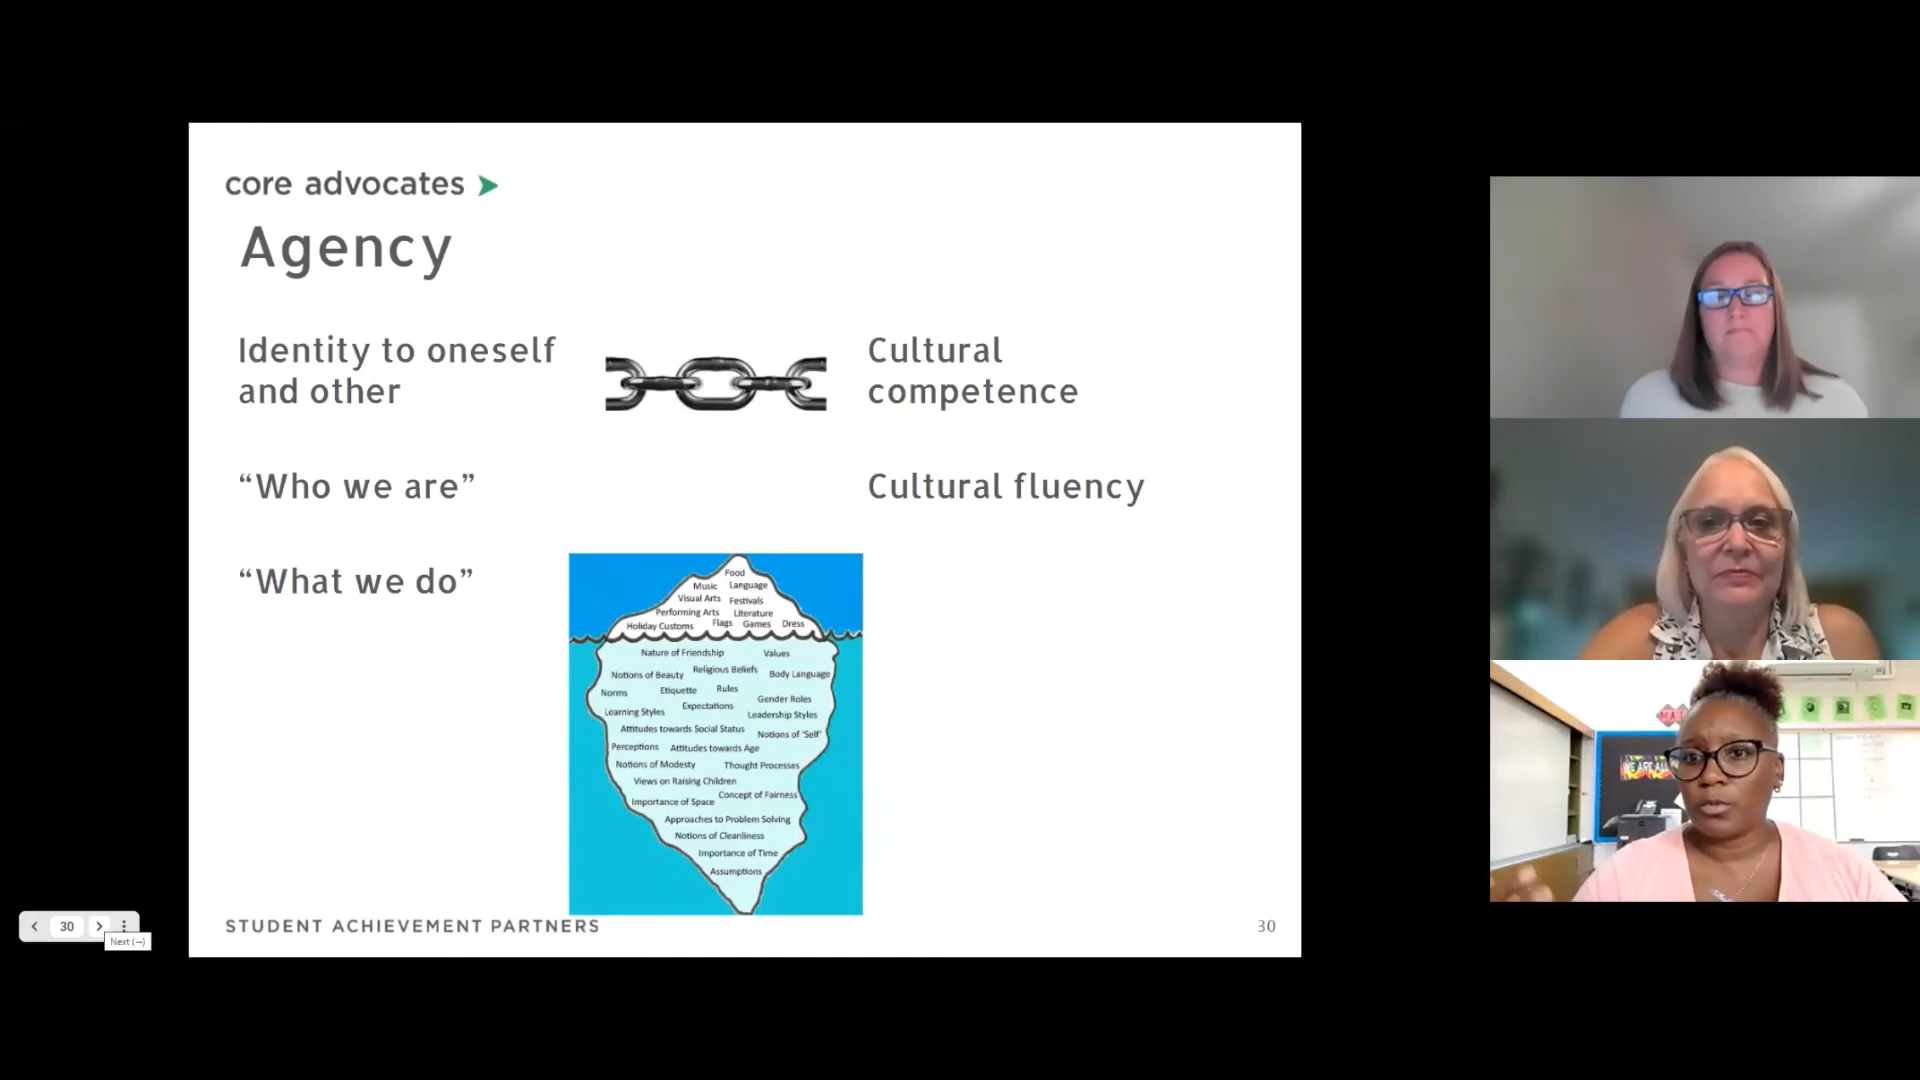 core advocates
Agency
Identity to oneself
and other
Cultural
competence
“Who we are”
Cultural fluency
“What we do”
Food
Music Language
Visual Arts Festivals
Performing Arts Literature
Holiday Customs Flags Games Dress
Nature of Friendship Values
Religious Beliefs
Notions of Beauty Body Language
Norms Etiquette Rules
Gender Roles
Expectations
Learning Styles Leadership Styles
Attitudes towards Social Status
Notions of 'Self'
Perceptions Attitudes towards Age
Notions of Modesty Thought Processes
Views on Raising Children
Concept of Fairness
Importance of Space
Approaches to Problem Solving
Notions of Cleanliness
Importance of Time
Assumptions
STUDENT ACHIEVEMENT PARTNERS
30
30
Next (→)
WE ARE AL
MAT